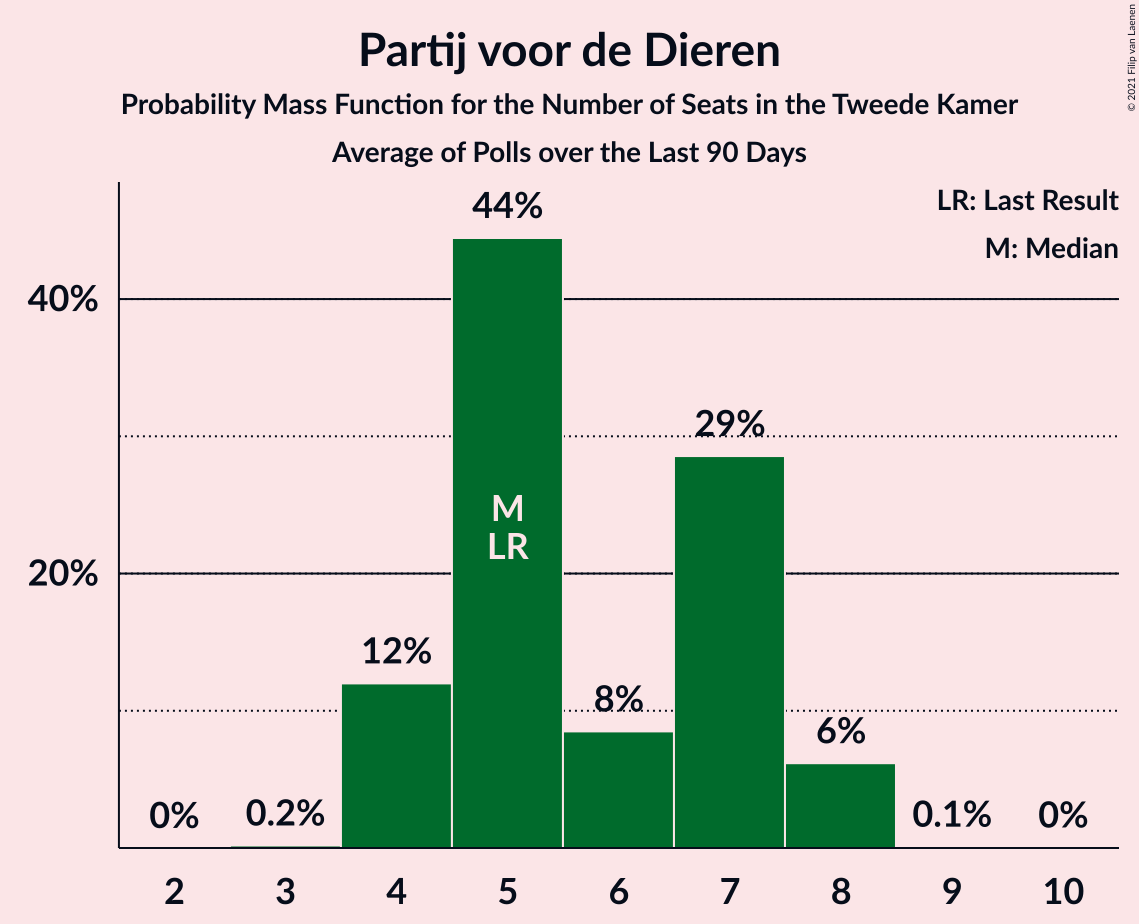 Partij voor de Dieren
Probability Mass Function for the Number of Seats in the Tweede Kamer
Average of Polls over the Last 90 Days
© 2021 Filip van Laenen
LR: Last Result
M: Median
44%
40%
29%
M
LR
20%
12%
8%
6%
0%
0.2%
0.1%
0%
2 3 4 5 6 7 8 9 10